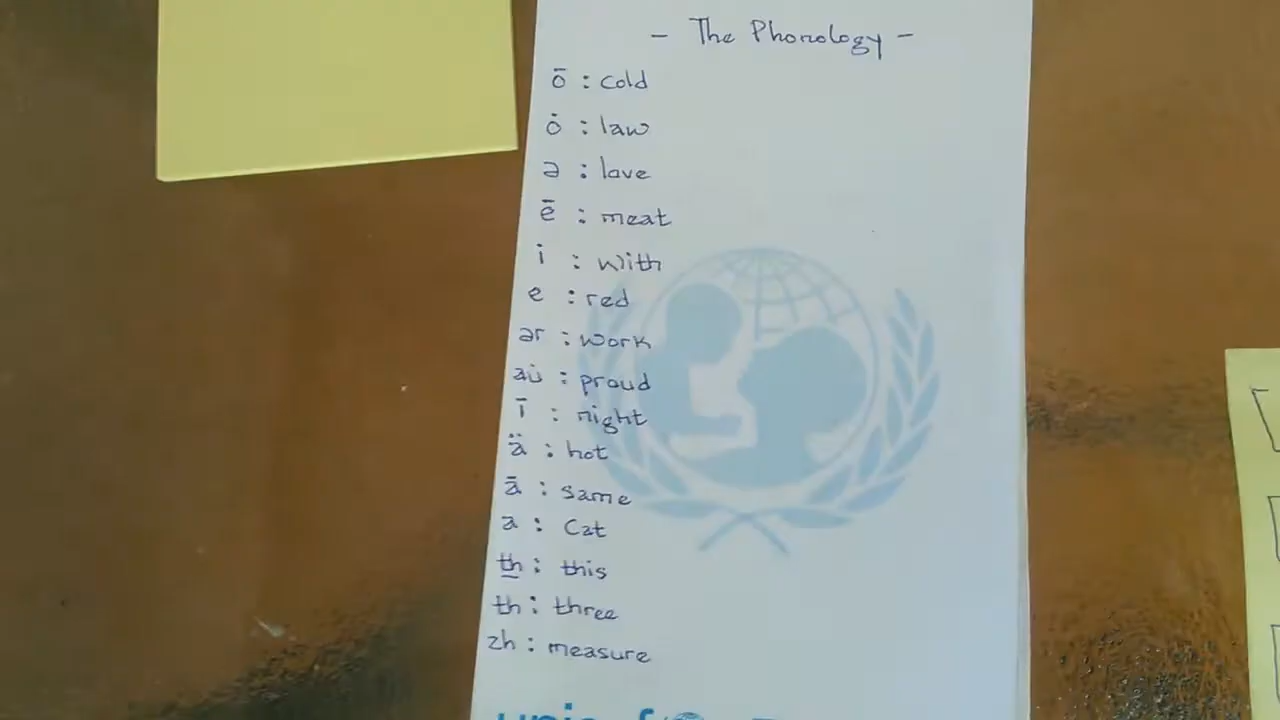 - The Phonology -
ō : cold
ȯ : law
ə : love
ē : meat
i : with
e : red
ər : work
au̇ : proud
ī : night
ä : hot
ā : same
a : cat
t͟h : this
th : three
zh : measure